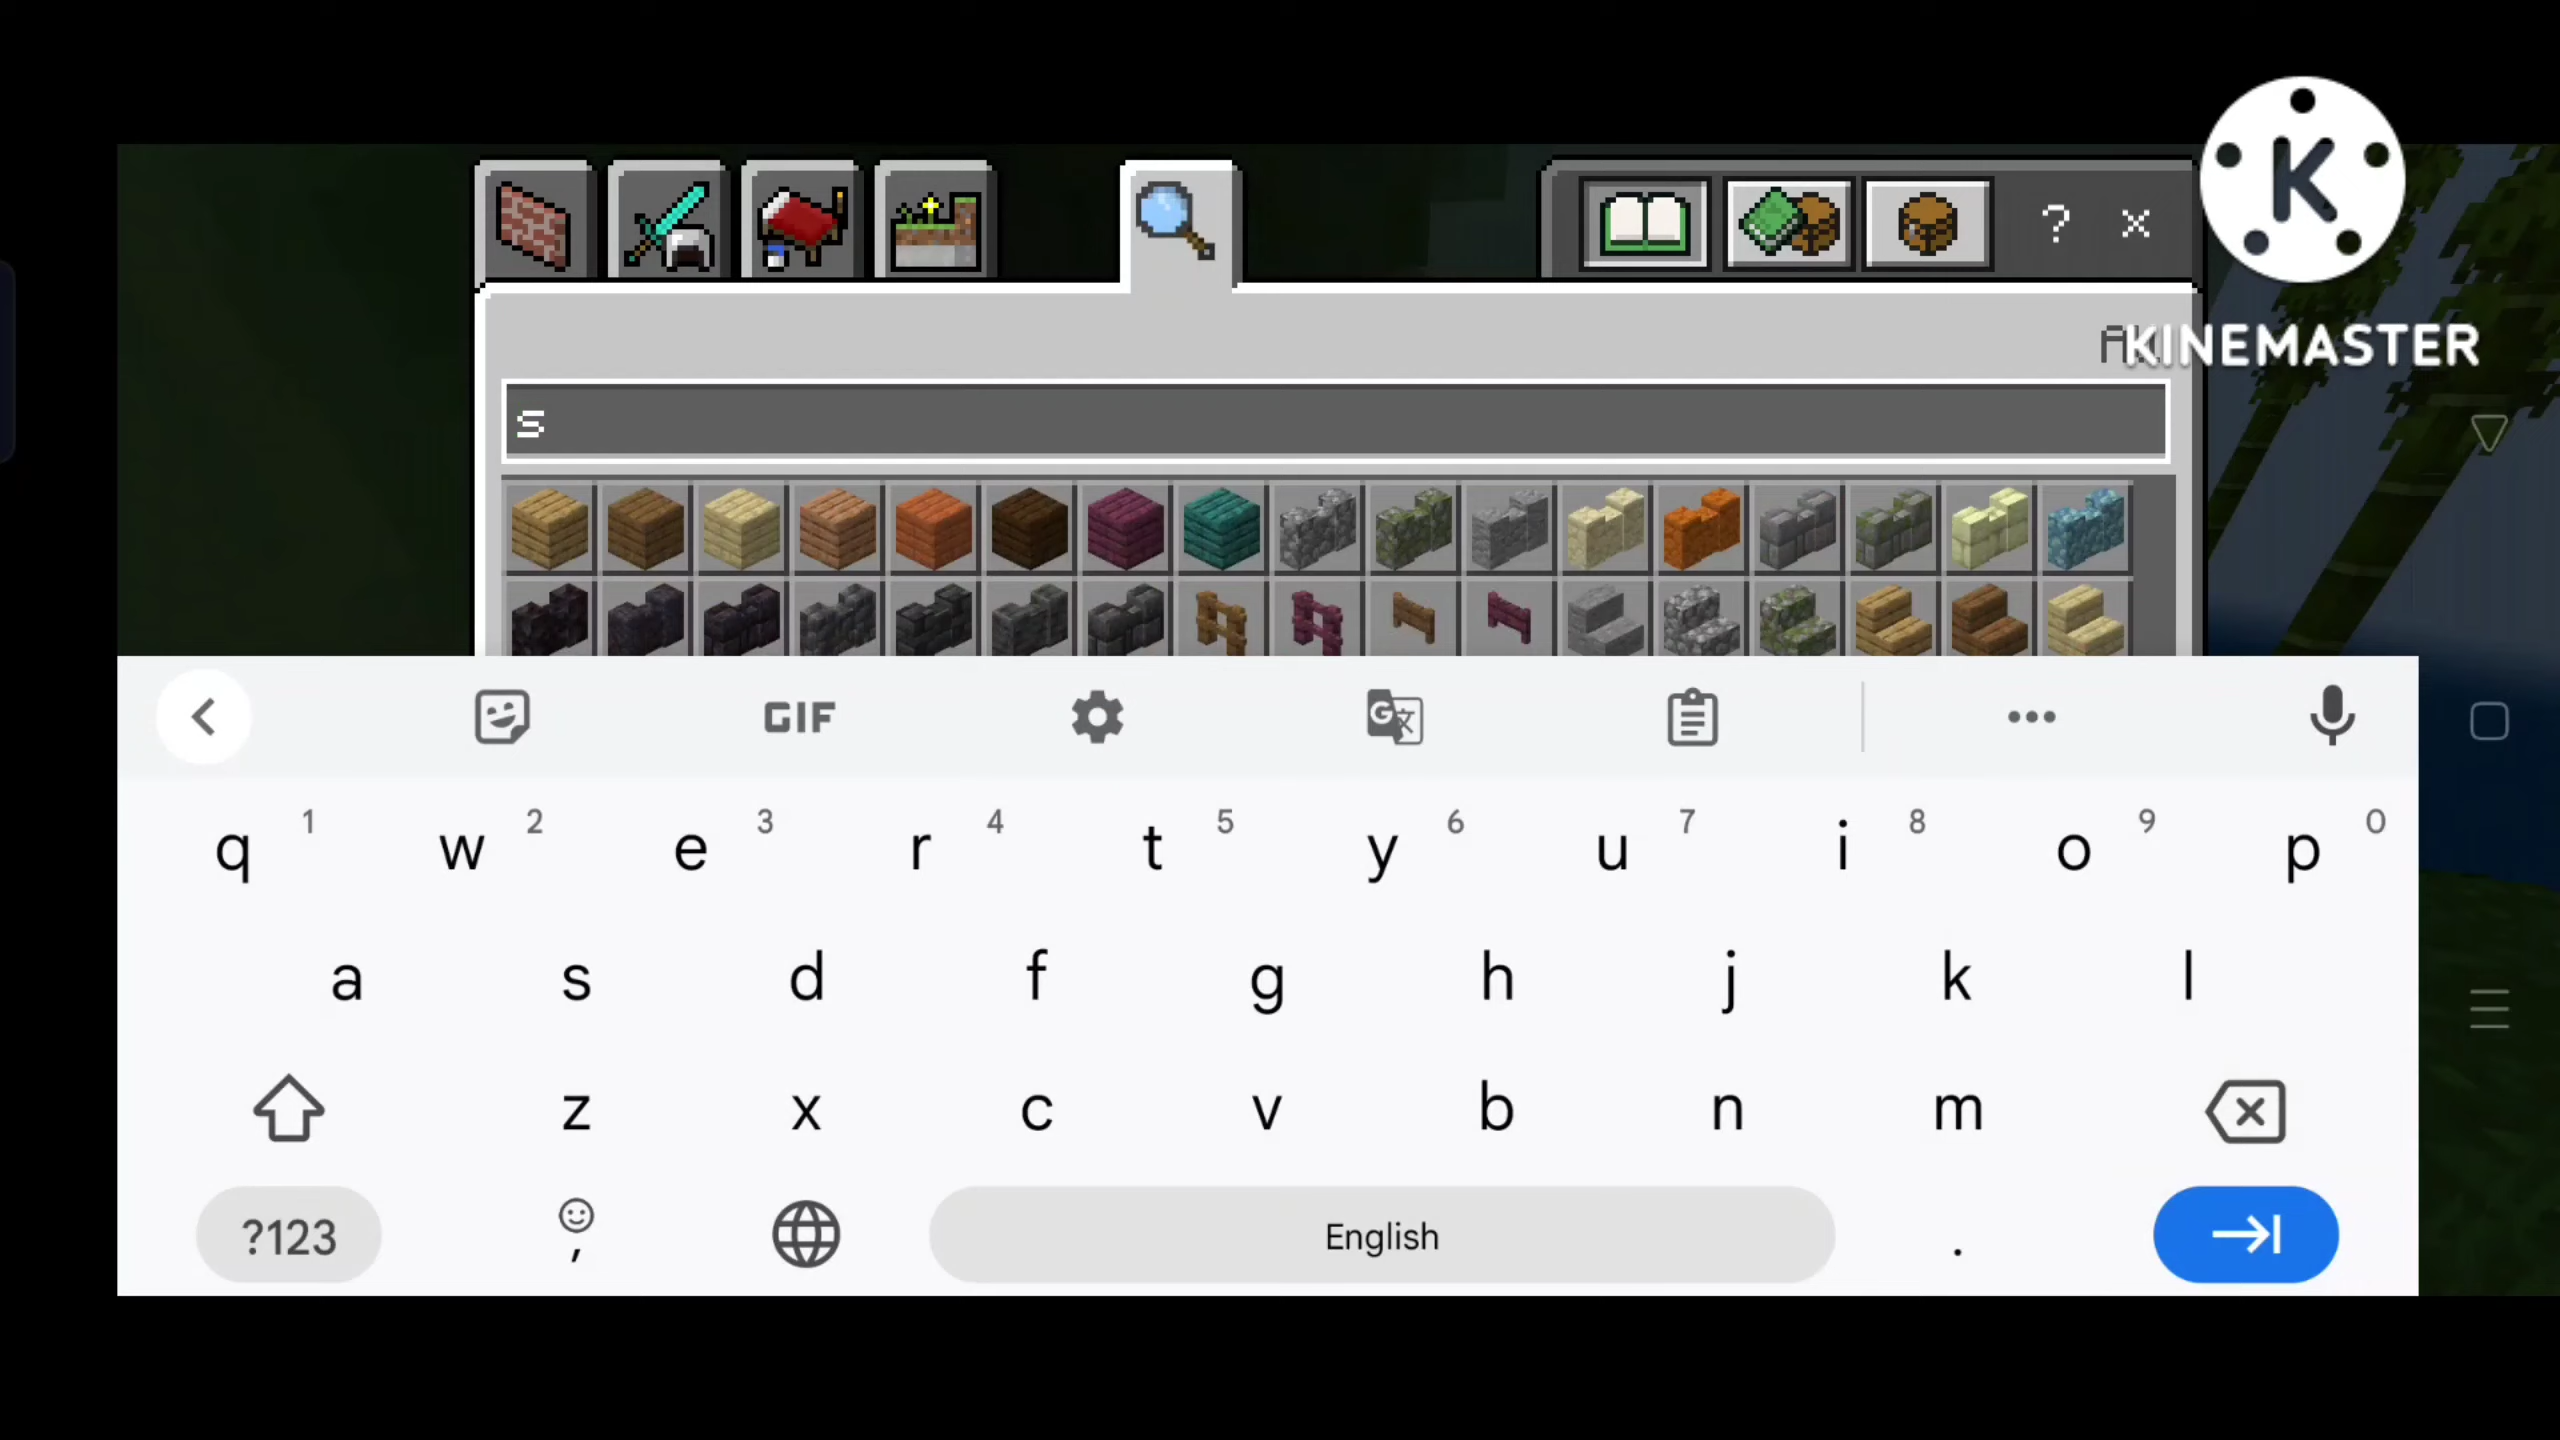 K
KINEMASTER
?
s
GIF
G
q 1 w 2 e 3 r 4 t 5 y 6 u 7 i 8 o 9 p 0
a s d f g h j k l
z x c v b n m
?123 , English .